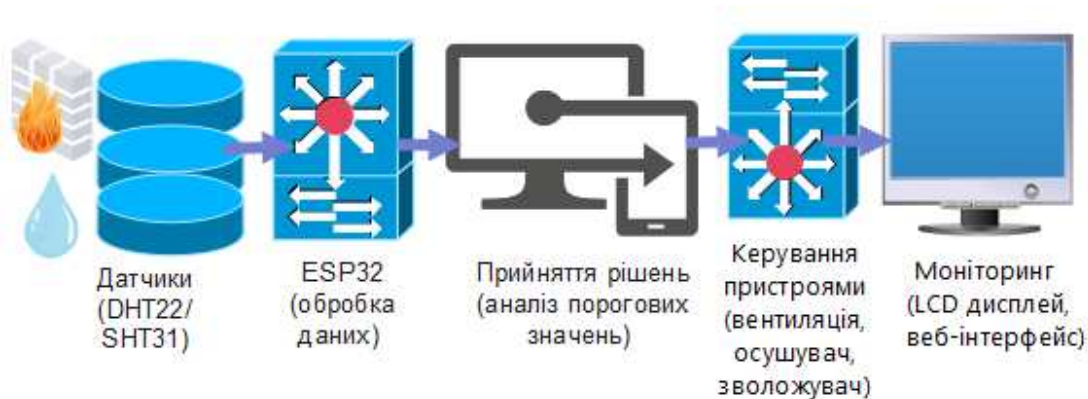 Датчики
(DHT22/
SHT31)
ESP32
(обробка
даних)
Прийняття рішень
(аналіз порогових
значень)
Керування
пристроями
(вентиляція,
осушувач,
зволожувач)
Моніторинг
(LCD дисплей,
веб-інтерфейс)